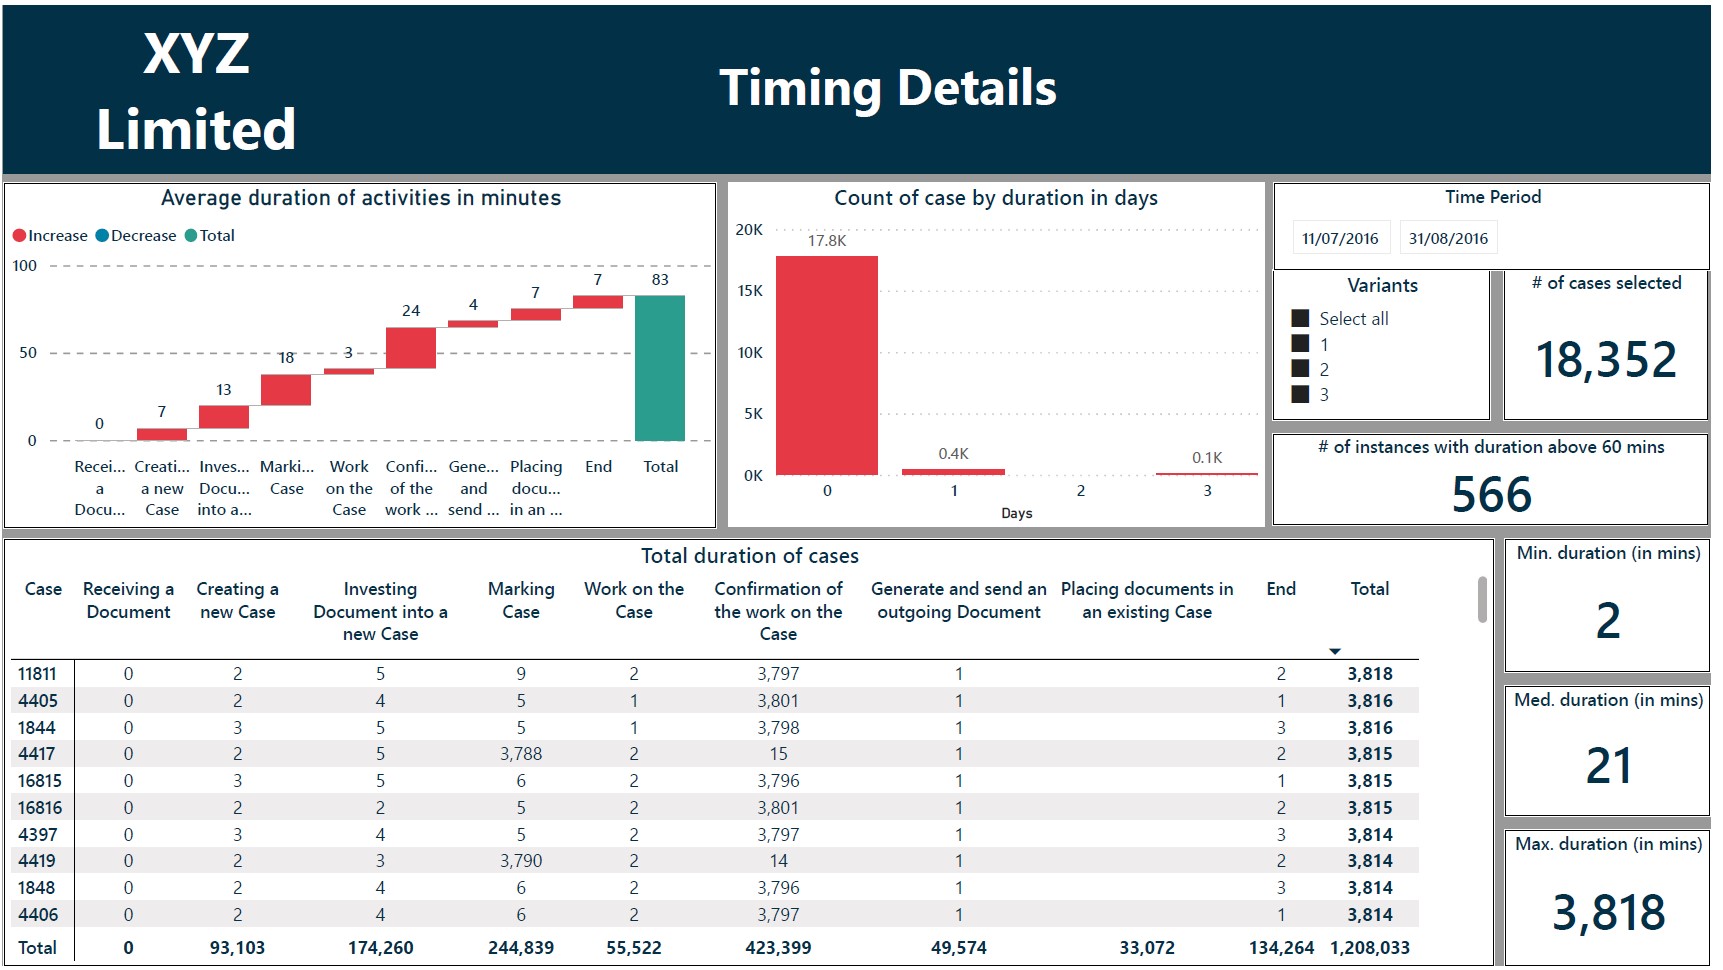 XYZ
Limited
Timing Details
Average duration of activities in minutes
Increase Decrease Total
100
50
0
0
7
13
18
3
24
4
7
7
83
Recei... a Docu...
Creati... a new Case
Inves... Docu... into a...
Marki... Case
Work on the Case
Confi... of the work ...
Gene... and send ...
Placing docu... in an ...
End
Total
Count of case by duration in days
20K
15K
10K
5K
0K
17.8K
0.4K
0.1K
0 1 2 3
Days
Time Period
11/07/2016 31/08/2016
Variants
Select all
1
2
3
# of cases selected
18,352
# of instances with duration above 60 mins
566
Total duration of cases
Case Receiving a Document Creating a new Case Investing Document into a new Case Marking Case Work on the Case Confirmation of the work on the Case Generate and send an outgoing Document Placing documents in an existing Case End Total
11811 0 2 5 9 2 3,797 1 2 3,818
4405 0 2 4 5 1 3,801 1 1 3,816
1844 0 3 5 5 1 3,798 1 3 3,816
4417 0 2 5 3,788 2 15 1 2 3,815
16815 0 3 5 6 2 3,796 1 1 3,815
16816 0 2 2 5 2 3,801 1 2 3,815
4397 0 3 4 5 2 3,797 1 3 3,814
4419 0 2 3 3,790 2 14 1 2 3,814
1848 0 2 4 6 2 3,796 1 3 3,814
4406 0 2 4 6 2 3,797 1 1 3,814
Total 0 93,103 174,260 244,839 55,522 423,399 49,574 33,072 134,264 1,208,033
Min. duration (in mins)
2
Med. duration (in mins)
21
Max. duration (in mins)
3,818